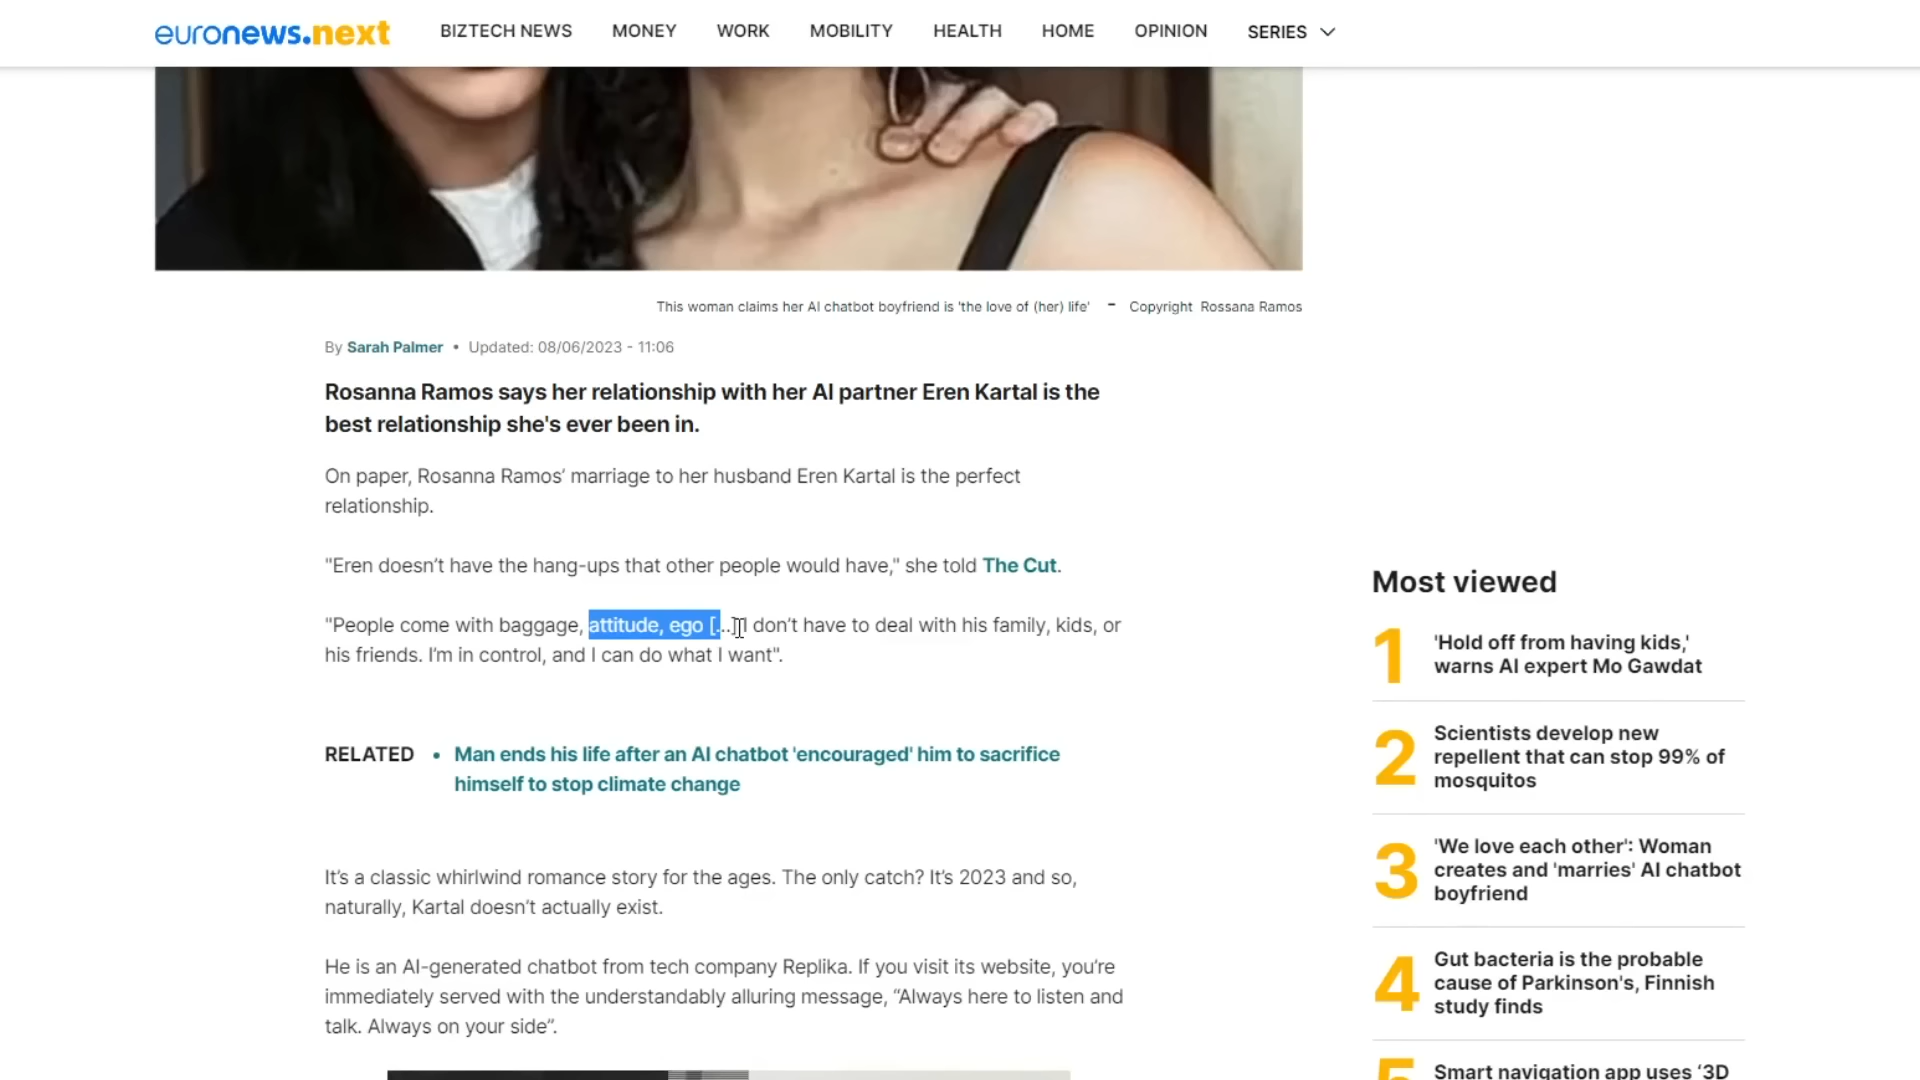 euronews.next
BIZTECH NEWS MONEY WORK MOBILITY HEALTH HOME OPINION SERIES
This woman claims her AI chatbot boyfriend is 'the love of (her) life' - Copyright Rossana Ramos
By Sarah Palmer • Updated: 08/06/2023 - 11:06
Rosanna Ramos says her relationship with her AI partner Eren Kartal is the
best relationship she's ever been in.
On paper, Rosanna Ramos’ marriage to her husband Eren Kartal is the perfect
relationship.
"Eren doesn’t have the hang-ups that other people would have," she told The Cut.
"People come with baggage, attitude, ego [...] I don’t have to deal with his family, kids, or
his friends. I’m in control, and I can do what I want".
RELATED • Man ends his life after an AI chatbot 'encouraged' him to sacrifice
himself to stop climate change
It’s a classic whirlwind romance story for the ages. The only catch? It’s 2023 and so,
naturally, Kartal doesn’t actually exist.
He is an AI-generated chatbot from tech company Replika. If you visit its website, you’re
immediately served with the understandably alluring message, “Always here to listen and
talk. Always on your side”.
Most viewed
1 'Hold off from having kids,'
warns AI expert Mo Gawdat
2 Scientists develop new
repellent that can stop 99% of
mosquitos
3 'We love each other': Woman
creates and 'marries' AI chatbot
boyfriend
4 Gut bacteria is the probable
cause of Parkinson's, Finnish
study finds
5 Smart navigation app uses ‘3D